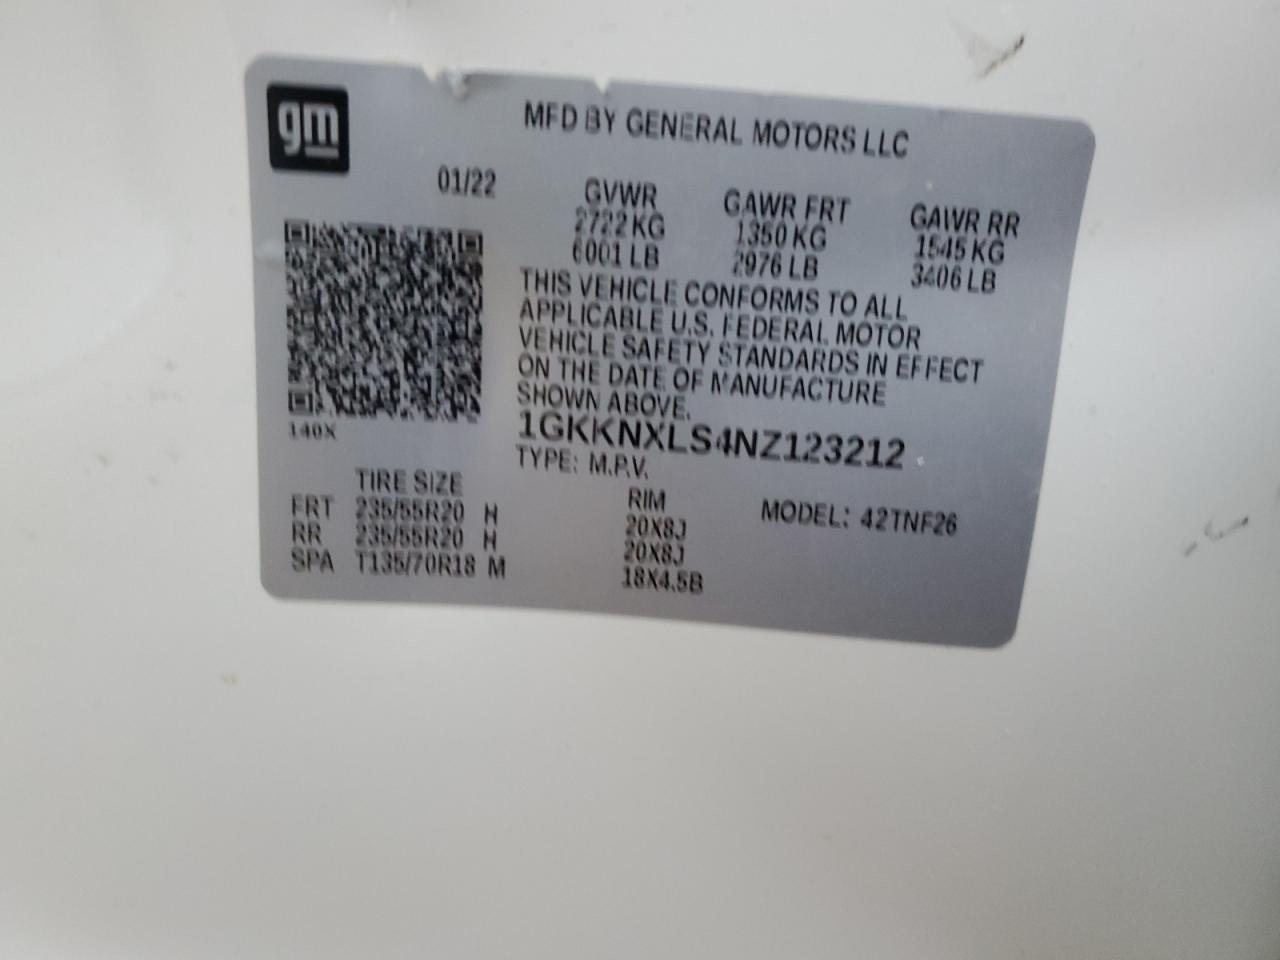 gm
MFD BY GENERAL MOTORS LLC
01/22
GVWR GAWR FRT GAWR RR
2722 KG 1350 KG 1545 KG
6001 LB 2976 LB 3406 LB
THIS VEHICLE CONFORMS TO ALL
APPLICABLE U.S. FEDERAL MOTOR
VEHICLE SAFETY STANDARDS IN EFFECT
ON THE DATE OF MANUFACTURE
SHOWN ABOVE.
140X
1GKKNXLS4NZ123212
TYPE: M.P.V.
TIRE SIZE RIM MODEL: 42TNF26
FRT 235/55R20 H 20X8J
RR 235/55R20 H 20X8J
SPA T135/70R18 M 18X4.5B